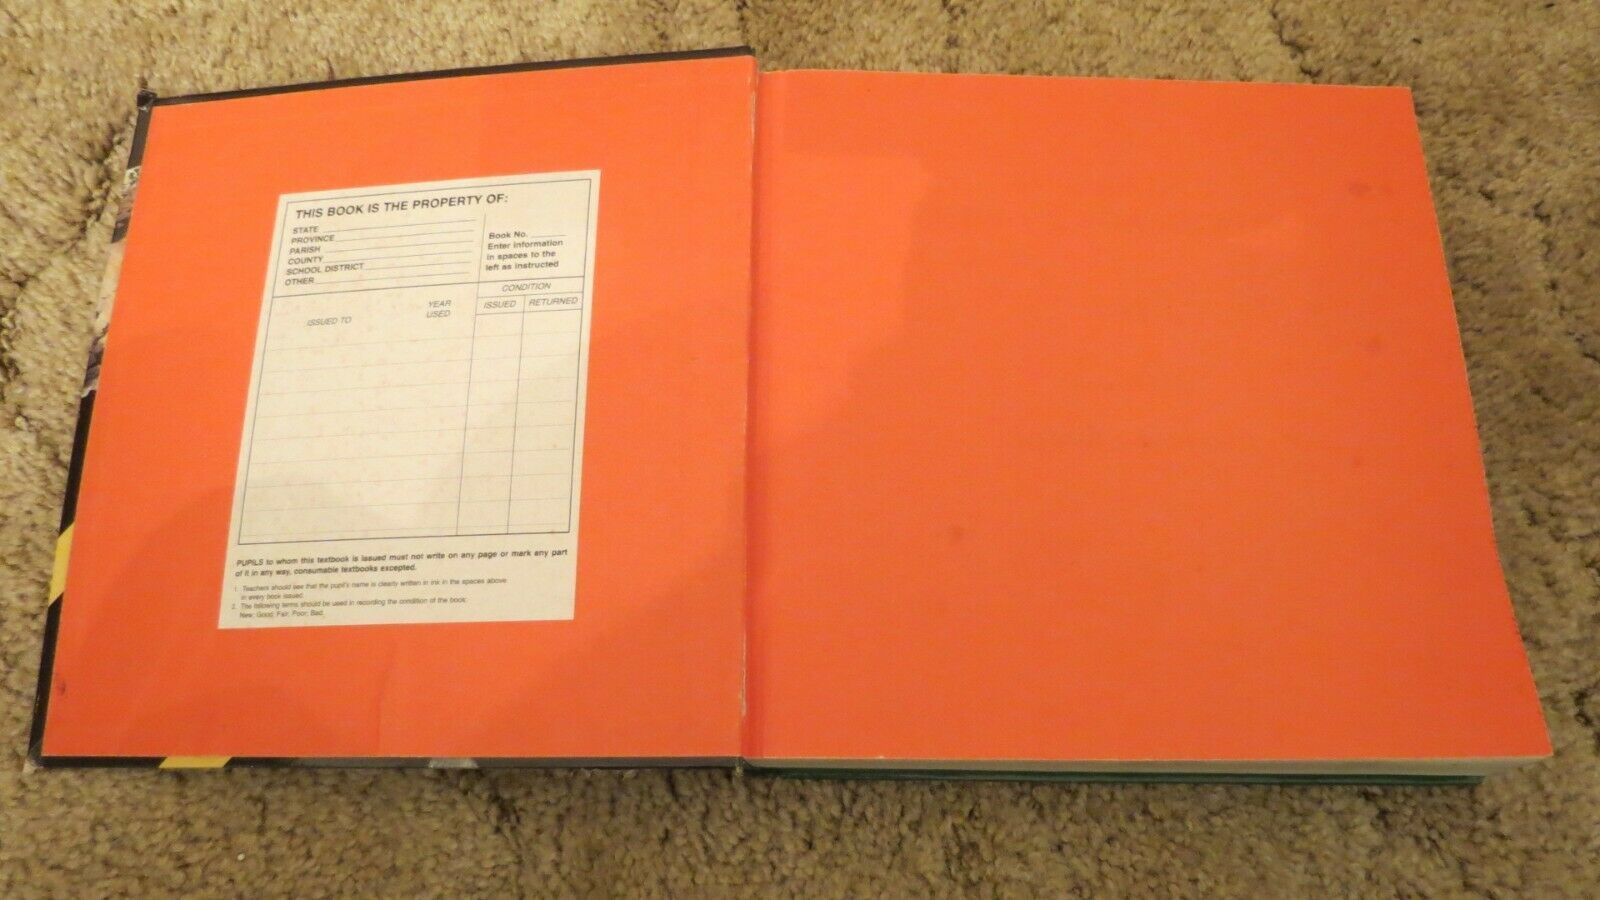 THIS BOOK IS THE PROPERTY OF:
STATE
PROVINCE
PARISH
COUNTY
SCHOOL DISTRICT
OTHER
Book No.
Enter information
in spaces to the
left as instructed
CONDITION
ISSUED TO
YEAR
USED
ISSUED
RETURNED
PUPILS to whom this textbook is issued must not write on any page or mark any part
of it in any way, consumable textbooks excepted.
1. Teachers should see that the pupil's name is clearly written in ink in the spaces above
in every book issued.
2. The following terms should be used in recording the condition of the book:
New; Good; Fair; Poor; Bad.